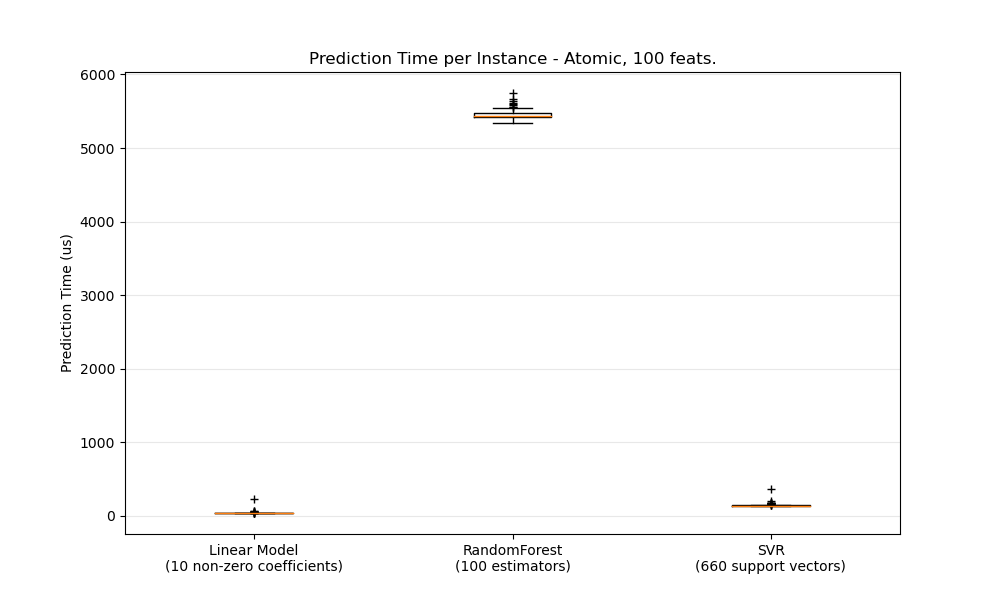 Prediction Time per Instance - Atomic, 100 feats.
Prediction Time (us)
6000
5000
4000
3000
2000
1000
0
Linear Model
(10 non-zero coefficients)
RandomForest
(100 estimators)
SVR
(660 support vectors)